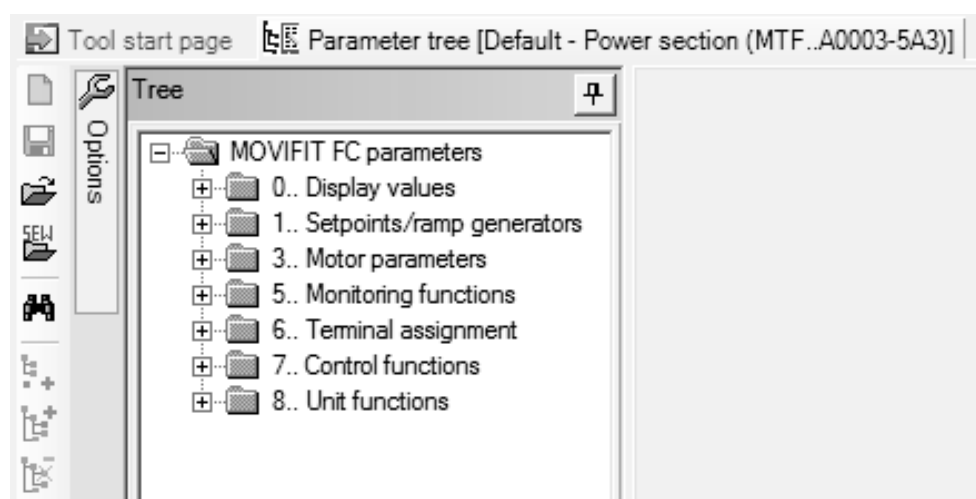 Tool start page
Parameter tree [Default - Power section (MTF..A0003-5A3)]
Options
Tree
MOVIFIT FC parameters
0.. Display values
1.. Setpoints/ramp generators
3.. Motor parameters
5.. Monitoring functions
6.. Terminal assignment
7.. Control functions
8.. Unit functions
SEW